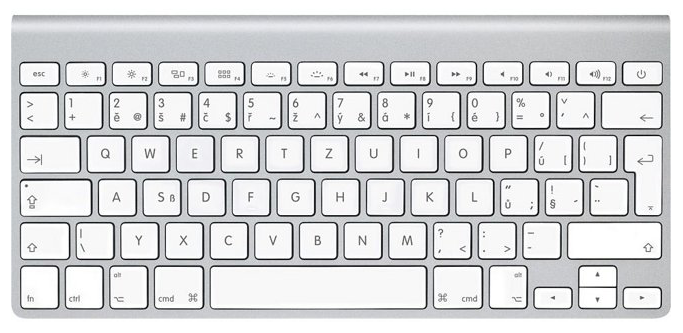 esc F1 F2 F3 F4 F5 F6 F7 F8 F9 F10 F11 F12
> < 1 + 2 ě @ 3 š # 4 č $ 5 ř ~ 6 ž ^ 7 ý & 8 á * 9 í { 0 é } % = ° ˇ ´ ^
Q W E R T Z U I O P / ú [ ( ) ]
A S ß D F G H J K L " ů ; ! § ´ ` ¨
| \ Y X C V B N M ? , < : . > _ -
fn ctrl alt ⌥ cmd ⌘ ⌘ cmd alt ⌥